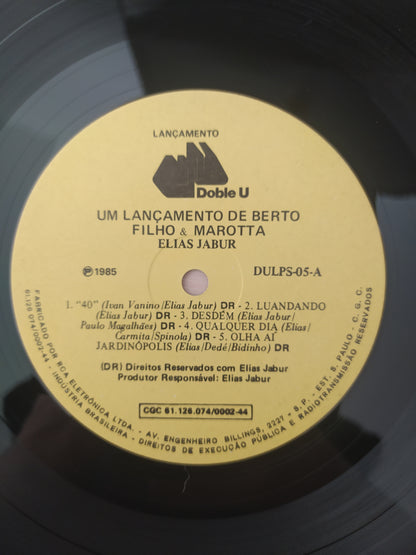 LANÇAMENTO
Doble U
UM LANÇAMENTO DE BERTO
FILHO & MAROTTA
ELIAS JABUR
Ⓟ1985
DULPS-05-A
1. "40" (Ivan Vanino/Elias Jabur) DR - 2. LUANDANDO
(Elias Jabur) DR - 3. DESDÉM (Elias Jabur/
Paulo Magalhães) DR - 4. QUALQUER DIA (Elias/
Carmita/Spinola) DR - 5. OLHA AÍ
JARDINÓPOLIS (Elias/Dedé/Bidinho) DR
(DR) Direitos Reservados com Elias Jabur
Produtor Responsável: Elias Jabur
CGC 61.126.074/0002-44
FABRICADO POR RCA ELETRÔNICA LTDA. - AV. ENGENHEIRO BILLINGS, 2227 - S.P. - EST. S. PAULO - C.G.C.
61.126.074/0002-44 - INDÚSTRIA BRASILEIRA - DIREITOS DE EXECUÇÃO PÚBLICA E RADIOTRANSMISSÃO RESERVADOS